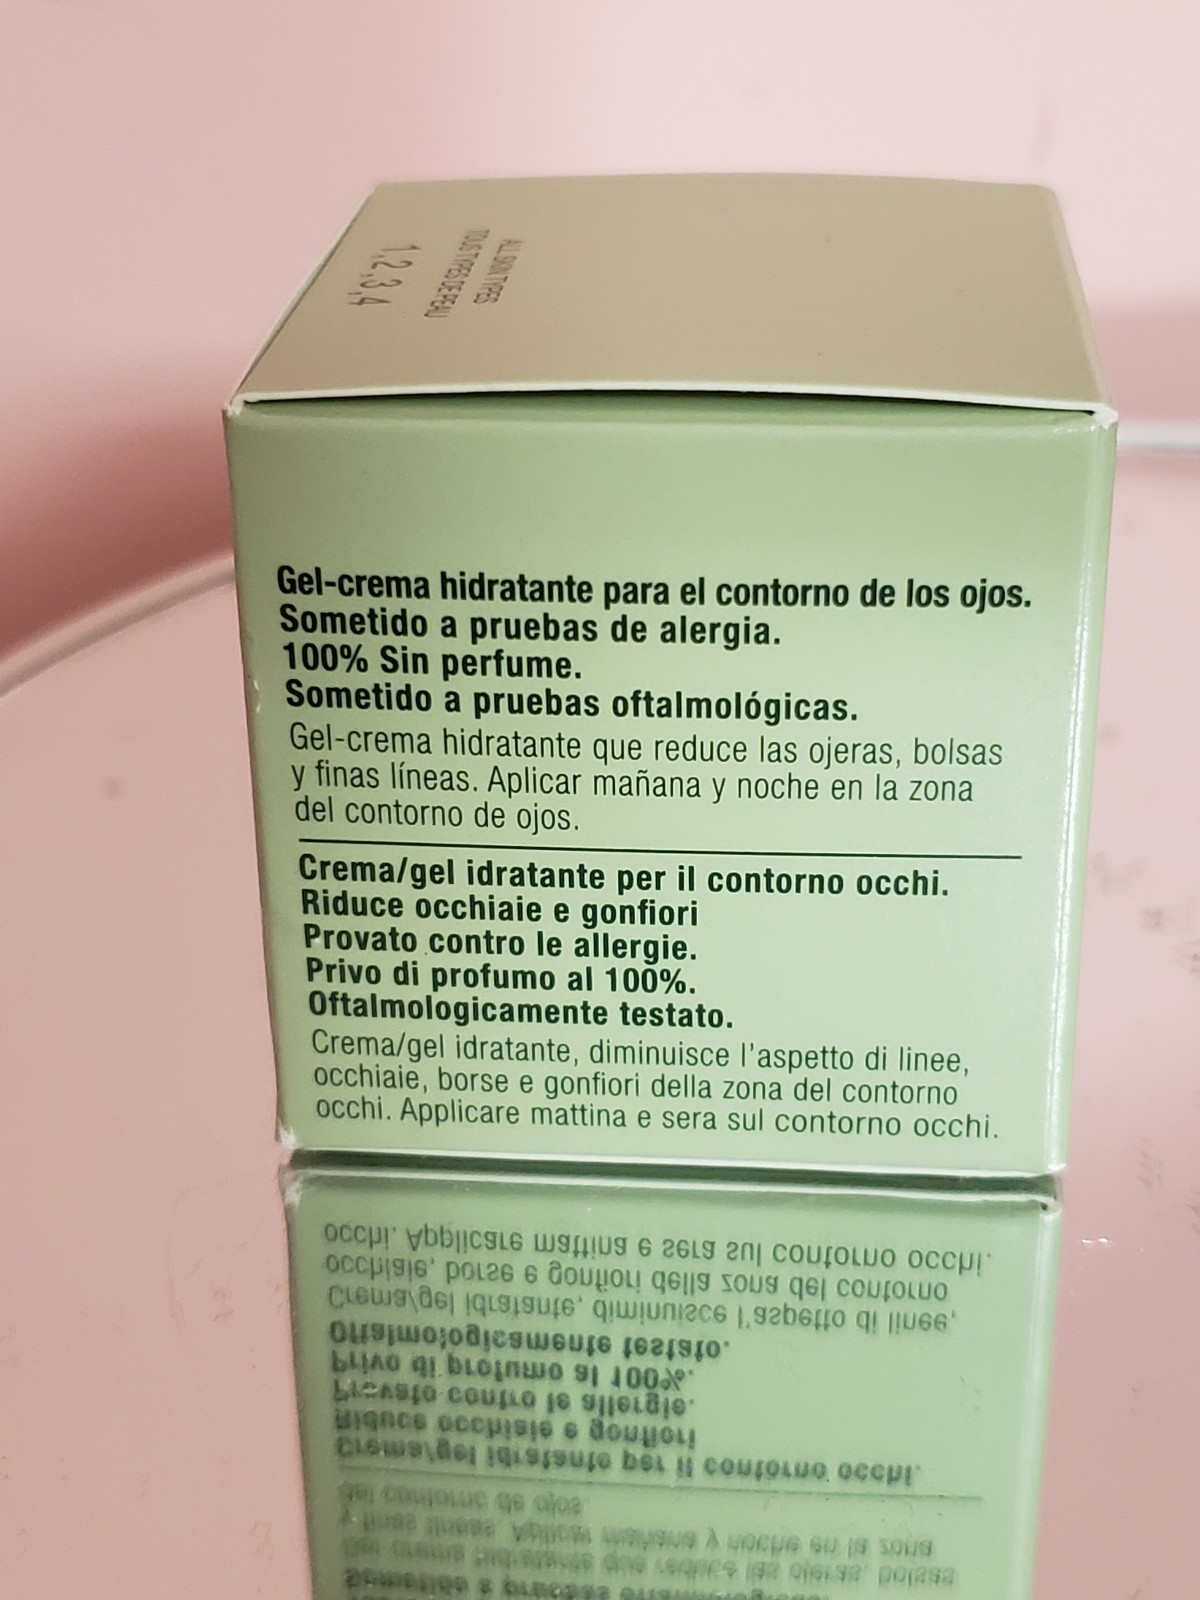 ALL SKIN TYPES
TOUS TYPES DE PEAU
1,2,3,4
Gel-crema hidratante para el contorno de los ojos.
Sometido a pruebas de alergia.
100% Sin perfume.
Sometido a pruebas oftalmológicas.
Gel-crema hidratante que reduce las ojeras, bolsas
y finas líneas. Aplicar mañana y noche en la zona
del contorno de ojos.
Crema/gel idratante per il contorno occhi.
Riduce occhiaie e gonfiori
Provato contro le allergie.
Privo di profumo al 100%.
Oftalmologicamente testato.
Crema/gel idratante, diminuisce l'aspetto di linee,
occhiaie, borse e gonfiori della zona del contorno
occhi. Applicare mattina e sera sul contorno occhi.